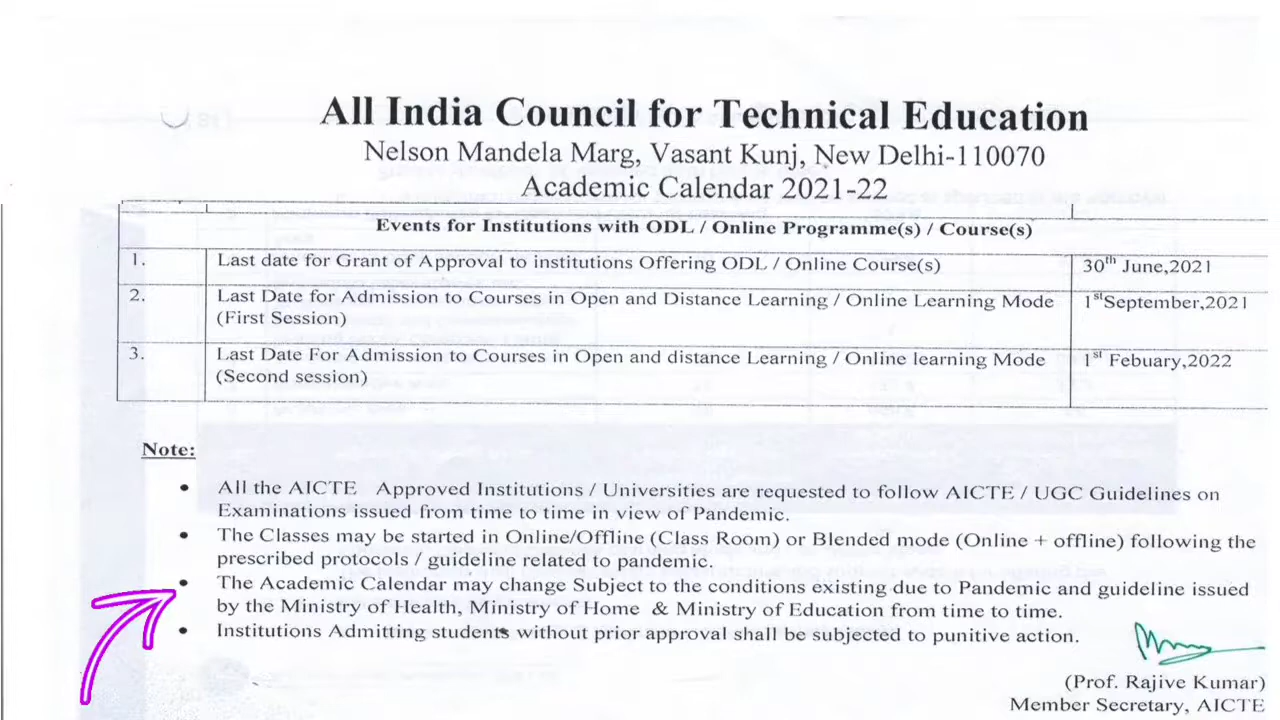 All India Council for Technical Education
Nelson Mandela Marg, Vasant Kunj, New Delhi-110070
Academic Calendar 2021-22
Events for Institutions with ODL / Online Programme(s) / Course(s)
1. Last date for Grant of Approval to institutions Offering ODL / Online Course(s) 30th June,2021
2. Last Date for Admission to Courses in Open and Distance Learning / Online Learning Mode 1stSeptember,2021
(First Session)
3. Last Date For Admission to Courses in Open and distance Learning / Online learning Mode 1st Febuary,2022
(Second session)
Note:
• All the AICTE Approved Institutions / Universities are requested to follow AICTE / UGC Guidelines on
Examinations issued from time to time in view of Pandemic.
• The Classes may be started in Online/Offline (Class Room) or Blended mode (Online + offline) following the
prescribed protocols / guideline related to pandemic.
• The Academic Calendar may change Subject to the conditions existing due to Pandemic and guideline issued
by the Ministry of Health, Ministry of Home & Ministry of Education from time to time.
• Institutions Admitting students without prior approval shall be subjected to punitive action.
(Prof. Rajive Kumar)
Member Secretary, AICTE